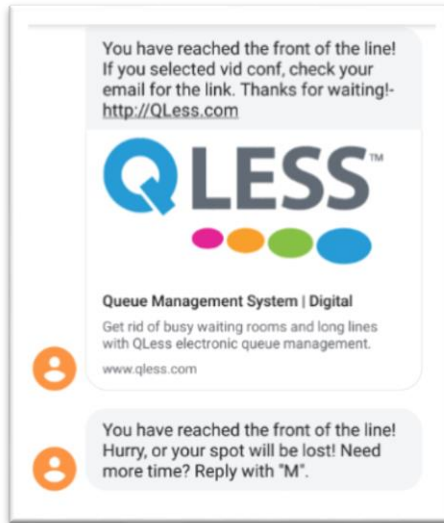 You have reached the front of the line!
If you selected vid conf, check your
email for the link. Thanks for waiting!-
http://QLess.com
QLESS™
Queue Management System | Digital
Get rid of busy waiting rooms and long lines
with QLess electronic queue management.
www.qless.com
You have reached the front of the line!
Hurry, or your spot will be lost! Need
more time? Reply with "M".